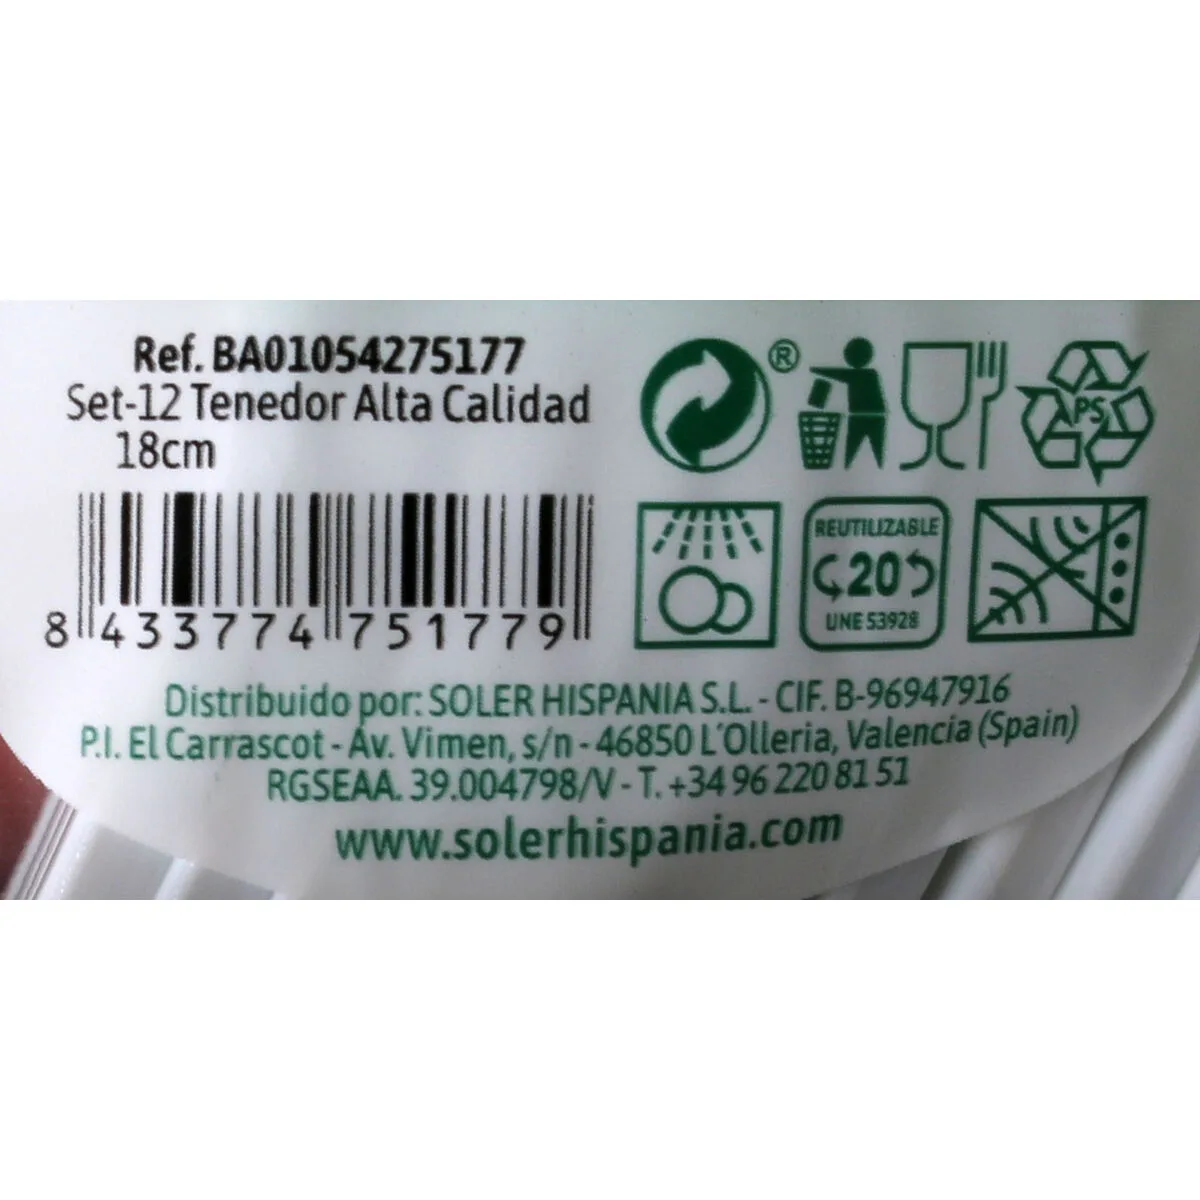 Ref. BA01054275177
Set-12 Tenedor Alta Calidad
18cm
8 433774 751779
®
PS
REUTILIZABLE
20
UNE 53928
Distribuido por: SOLER HISPANIA S.L. - CIF. B-96947916
P.I. El Carrascot - Av. Vimen, s/n - 46850 L'Olleria, Valencia (Spain)
RGSEAA. 39.004798/V - T. +34 96 220 81 51
www.solerhispania.com